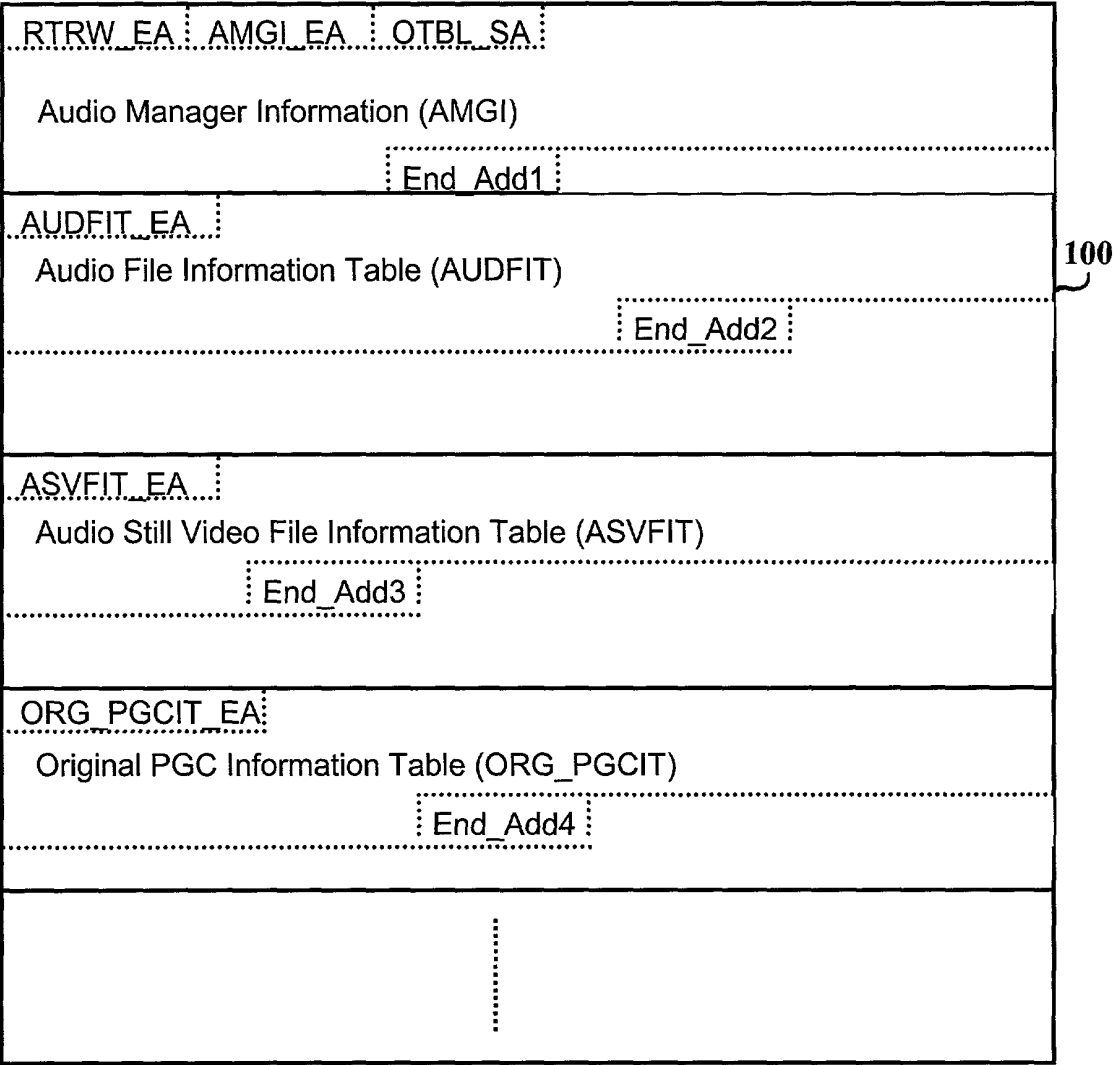 RTRW_EA AMGI_EA OTBL_SA
Audio Manager Information (AMGI)
End_Add1
AUDFIT_EA
Audio File Information Table (AUDFIT)
100
End_Add2
ASVFIT_EA
Audio Still Video File Information Table (ASVFIT)
End_Add3
ORG_PGCIT_EA
Original PGC Information Table (ORG_PGCIT)
End_Add4